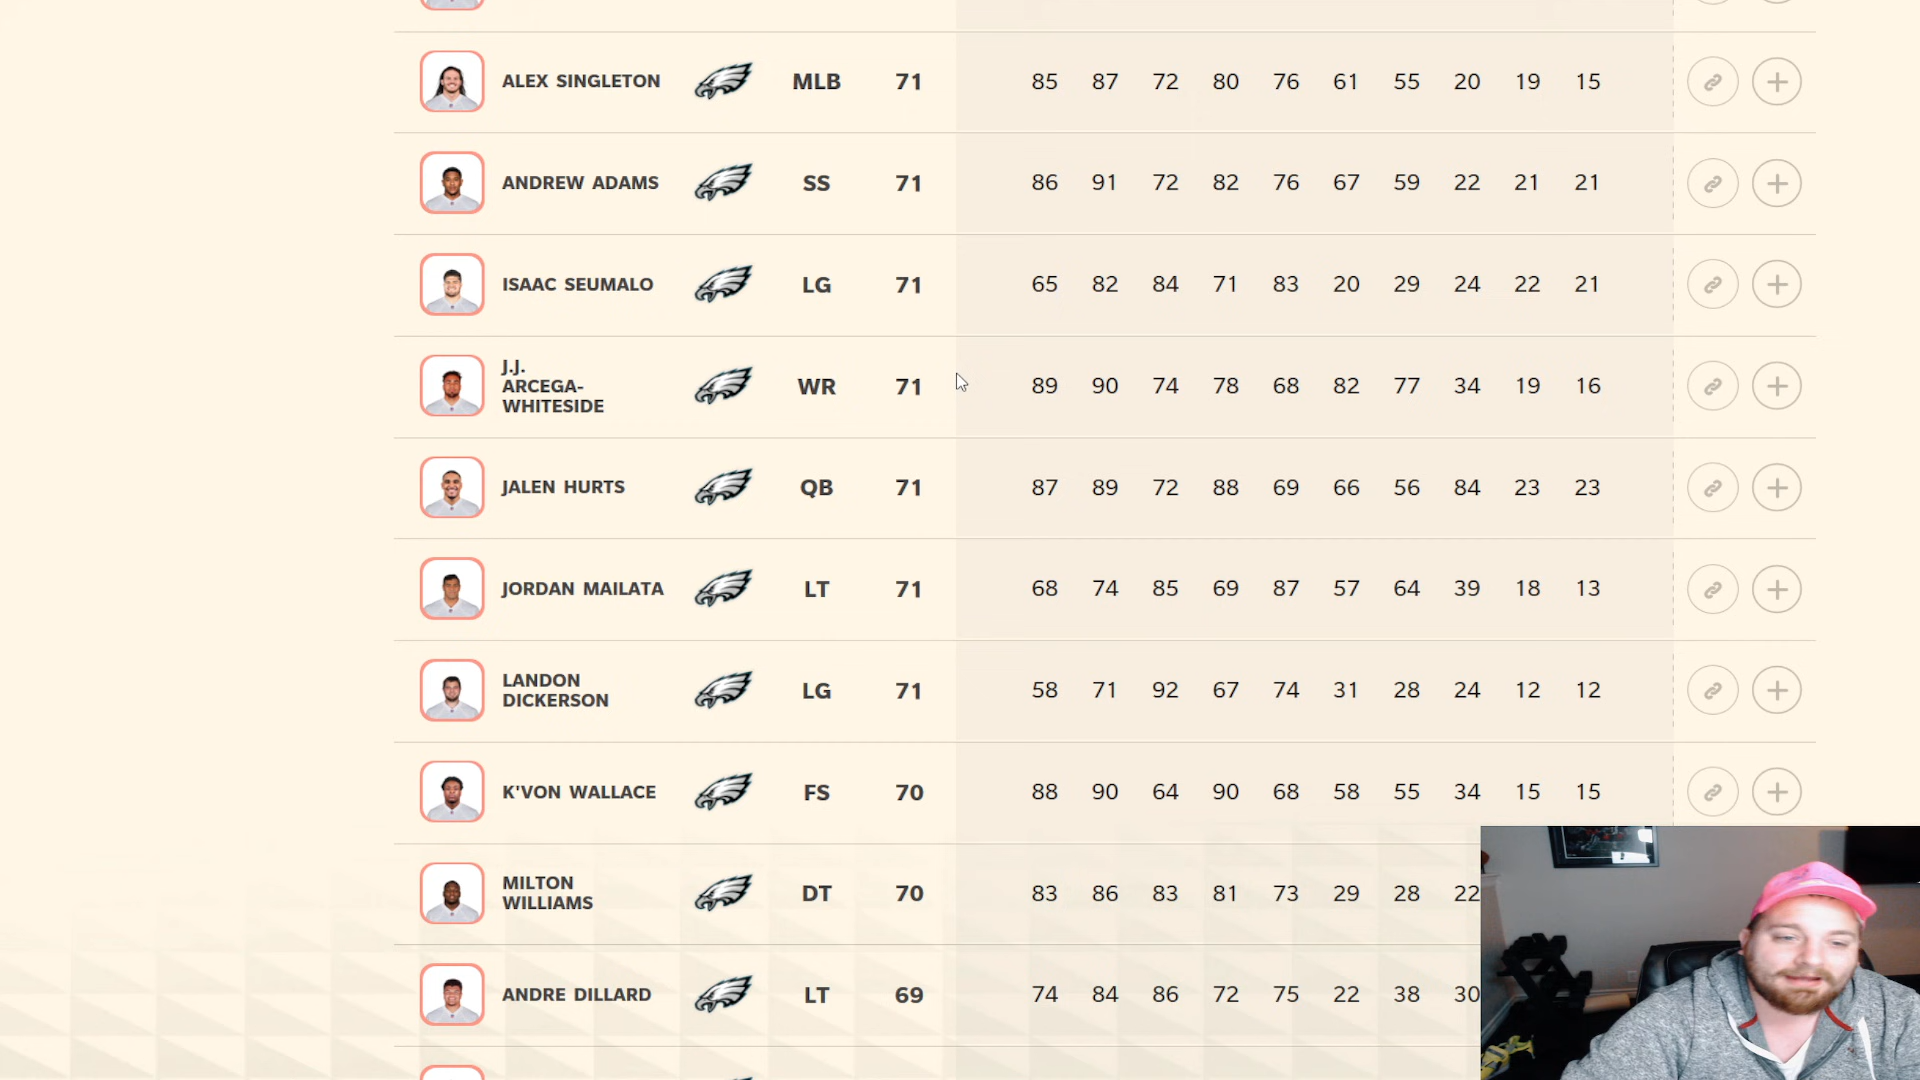 ALEX SINGLETON MLB 71 85 87 72 80 76 61 55 20 19 15
ANDREW ADAMS SS 71 86 91 72 82 76 67 59 22 21 21
ISAAC SEUMALO LG 71 65 82 84 71 83 20 29 24 22 21
J.J.
ARCEGA-
WHITESIDE WR 71 89 90 74 78 68 82 77 34 19 16
JALEN HURTS QB 71 87 89 72 88 69 66 56 84 23 23
JORDAN MAILATA LT 71 68 74 85 69 87 57 64 39 18 13
LANDON
DICKERSON LG 71 58 71 92 67 74 31 28 24 12 12
K'VON WALLACE FS 70 88 90 64 90 68 58 55 34 15 15
MILTON
WILLIAMS DT 70 83 86 83 81 73 29 28 22
ANDRE DILLARD LT 69 74 84 86 72 75 22 38 30